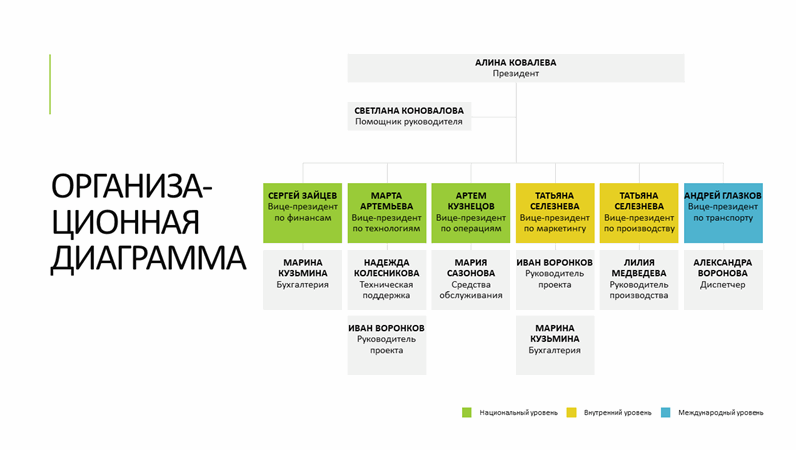 ОРГАНИЗА-
ЦИОННАЯ
ДИАГРАММА
АЛИНА КОВАЛЕВА
Президент
СВЕТЛАНА КОНОВАЛОВА
Помощник руководителя
СЕРГЕЙ ЗАЙЦЕВ
Вице-президент
по финансам
МАРТА
АРТЕМЬЕВА
Вице-президент
по технологиям
АРТЕМ
КУЗНЕЦОВ
Вице-президент
по операциям
ТАТЬЯНА
СЕЛЕЗНЕВА
Вице-президент
по маркетингу
ТАТЬЯНА
СЕЛЕЗНЕВА
Вице-президент
по производству
АНДРЕЙ ГЛАЗКОВ
Вице-президент
по транспорту
МАРИНА
КУЗЬМИНА
Бухгалтерия
НАДЕЖДА
КОЛЕСНИКОВА
Техническая
поддержка
МАРИЯ
САЗОНОВА
Средства
обслуживания
ИВАН ВОРОНКОВ
Руководитель
проекта
ЛИЛИЯ
МЕДВЕДЕВА
Руководитель
производства
АЛЕКСАНДРА
ВОРОНОВА
Диспетчер
ИВАН ВОРОНКОВ
Руководитель
проекта
МАРИНА
КУЗЬМИНА
Бухгалтерия
Национальный уровень
Внутренний уровень
Международный уровень